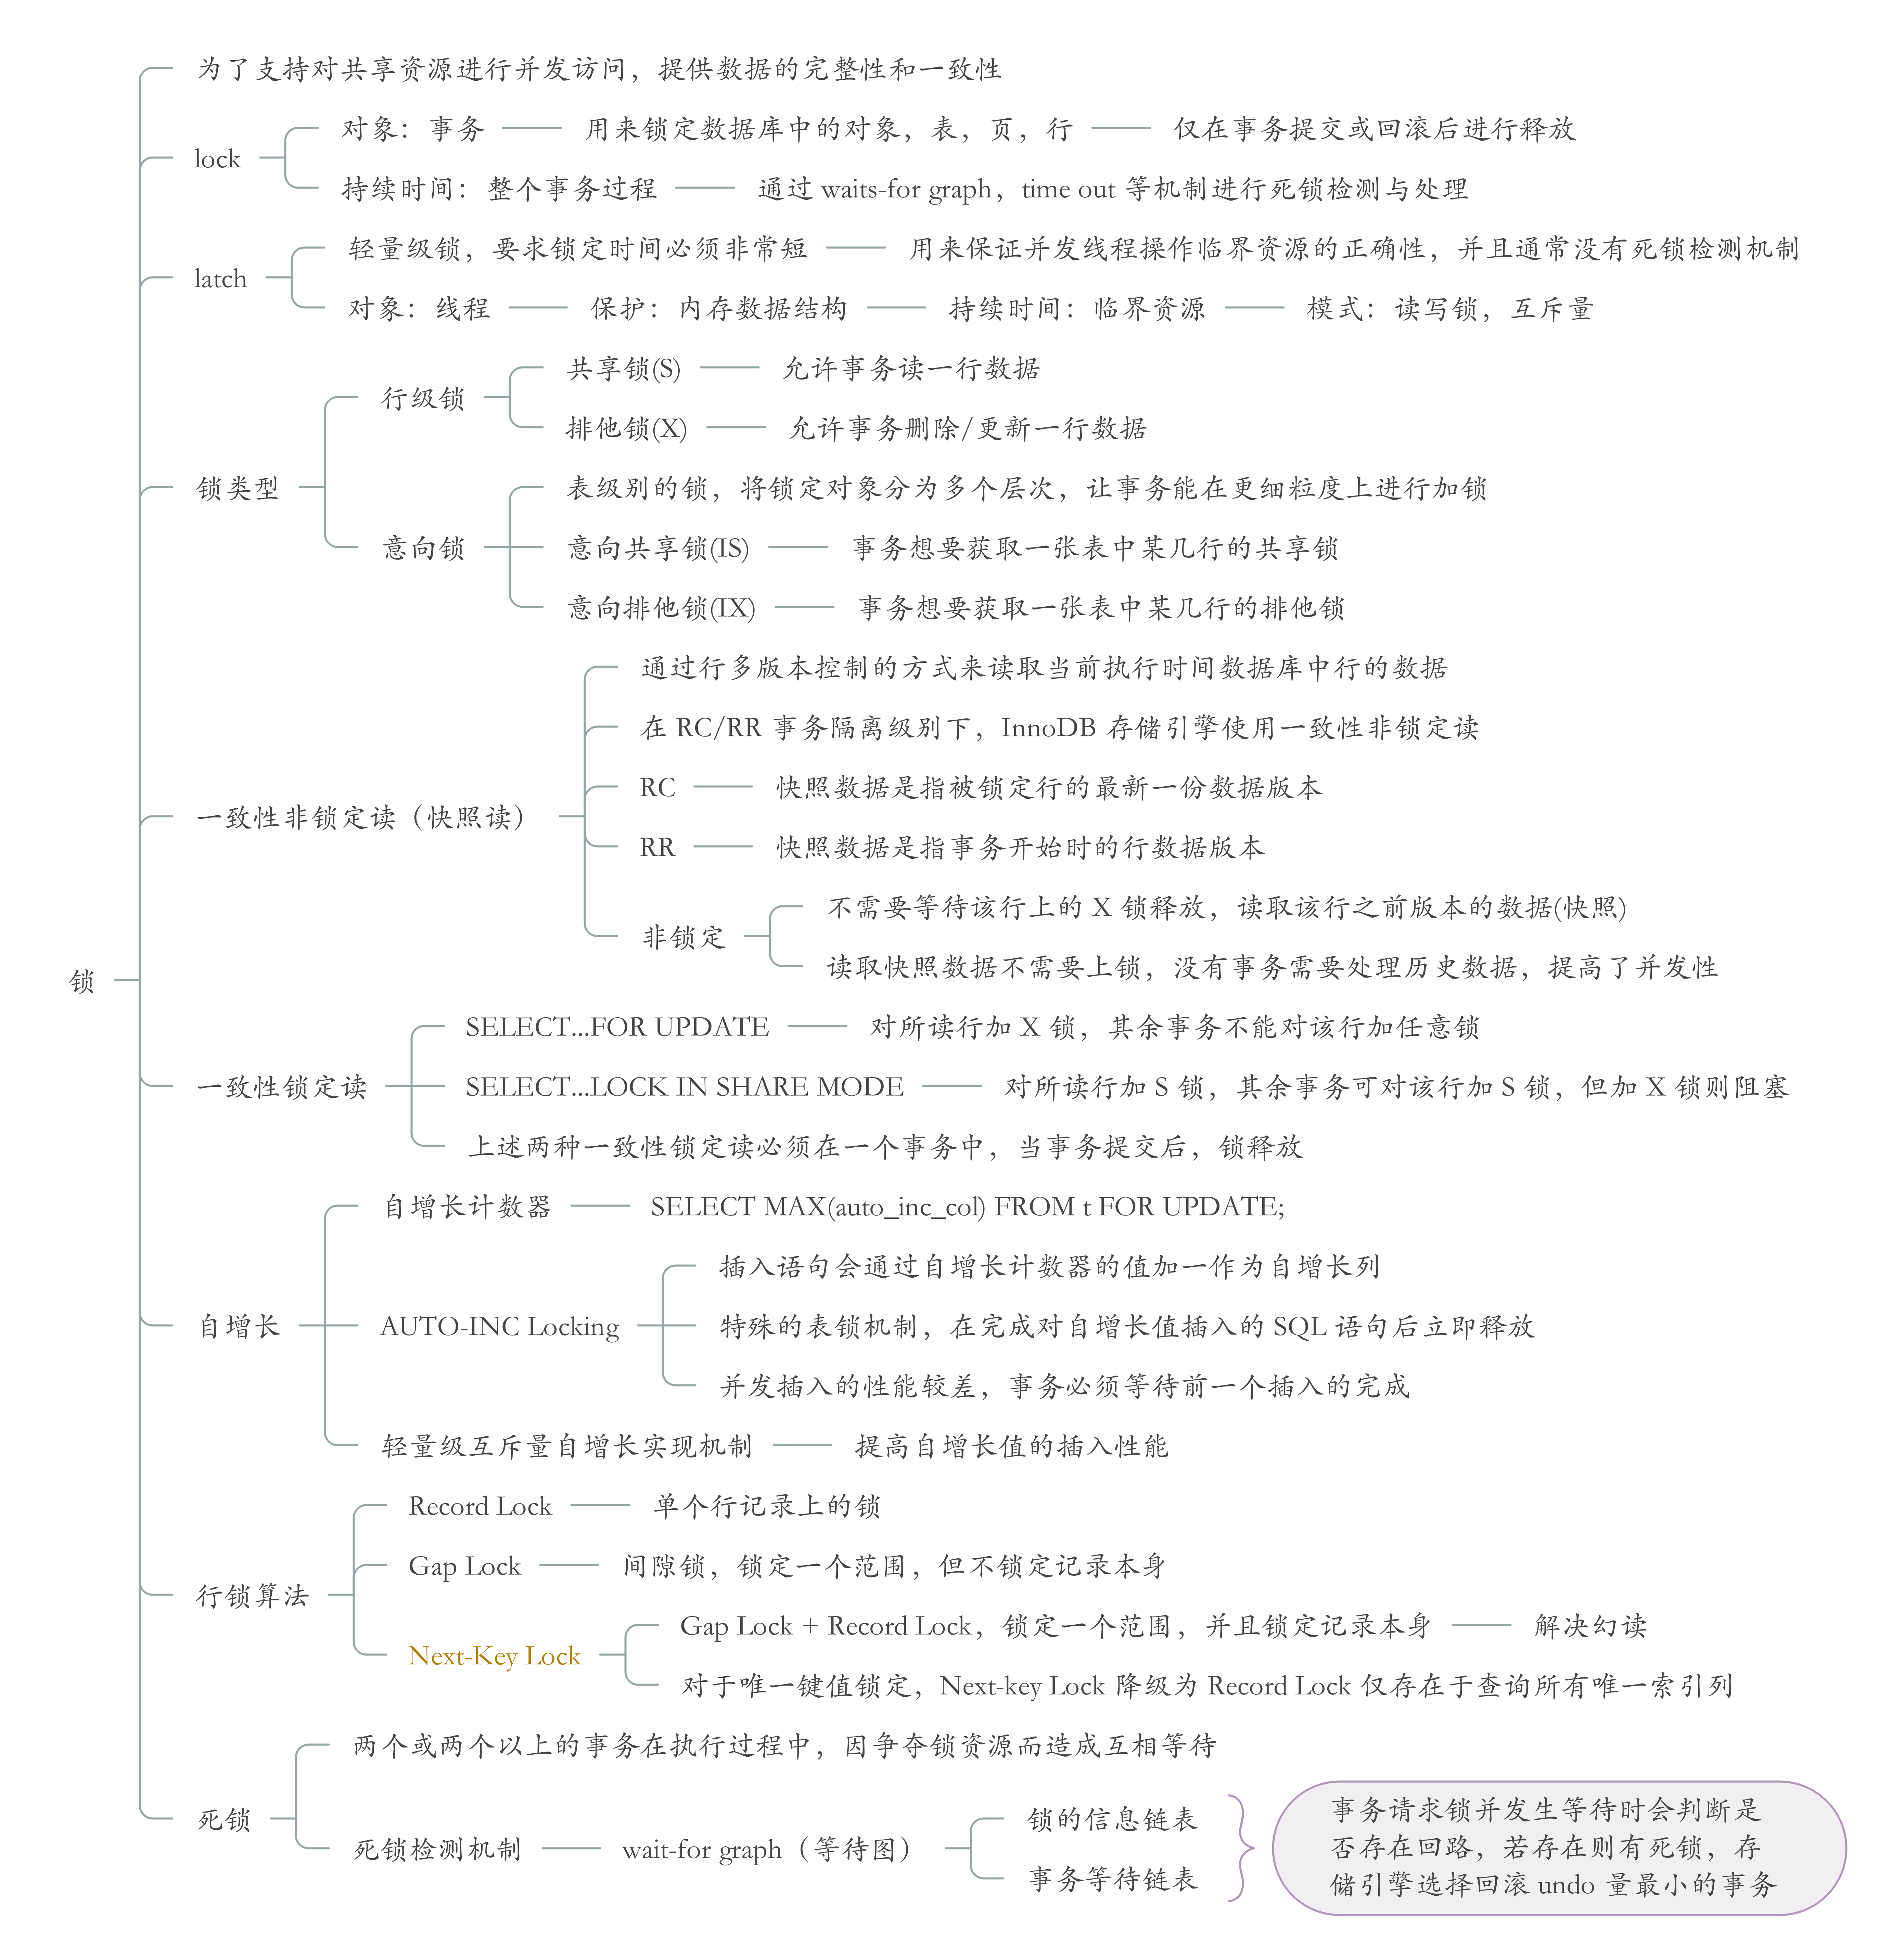 为了支持对共享资源进行并发访问，提供数据的完整性和一致性
lock
对象：事务
用来锁定数据库中的对象，表，页，行
仅在事务提交或回滚后进行释放
持续时间：整个事务过程
通过 waits-for graph，time out 等机制进行死锁检测与处理
latch
轻量级锁，要求锁定时间必须非常短
用来保证并发线程操作临界资源的正确性，并且通常没有死锁检测机制
对象：线程
保护：内存数据结构
持续时间：临界资源
模式：读写锁，互斥量
锁类型
行级锁
共享锁(S)
允许事务读一行数据
排他锁(X)
允许事务删除/更新一行数据
意向锁
表级别的锁，将锁定对象分为多个层次，让事务能在更细粒度上进行加锁
意向共享锁(IS)
事务想要获取一张表中某几行的共享锁
意向排他锁(IX)
事务想要获取一张表中某几行的排他锁
一致性非锁定读（快照读）
通过行多版本控制的方式来读取当前执行时间数据库中行的数据
在 RC/RR 事务隔离级别下，InnoDB 存储引擎使用一致性非锁定读
RC
快照数据是指被锁定行的最新一份数据版本
RR
快照数据是指事务开始时的行数据版本
非锁定
不需要等待该行上的 X 锁释放，读取该行之前版本的数据(快照)
读取快照数据不需要上锁，没有事务需要处理历史数据，提高了并发性
锁
一致性锁定读
SELECT...FOR UPDATE
对所读行加 X 锁，其余事务不能对该行加任意锁
SELECT...LOCK IN SHARE MODE
对所读行加 S 锁，其余事务可对该行加 S 锁，但加 X 锁则阻塞
上述两种一致性锁定读必须在一个事务中，当事务提交后，锁释放
自增长
自增长计数器
SELECT MAX(auto_inc_col) FROM t FOR UPDATE;
AUTO-INC Locking
插入语句会通过自增长计数器的值加一作为自增长列
特殊的表锁机制，在完成对自增长值插入的 SQL 语句后立即释放
并发插入的性能较差，事务必须等待前一个插入的完成
轻量级互斥量自增长实现机制
提高自增长值的插入性能
行锁算法
Record Lock
单个行记录上的锁
Gap Lock
间隙锁，锁定一个范围，但不锁定记录本身
Next-Key Lock
Gap Lock + Record Lock，锁定一个范围，并且锁定记录本身
解决幻读
对于唯一键值锁定，Next-key Lock 降级为 Record Lock 仅存在于查询所有唯一索引列
死锁
两个或两个以上的事务在执行过程中，因争夺锁资源而造成互相等待
死锁检测机制
wait-for graph（等待图）
锁的信息链表
事务等待链表
事务请求锁并发生等待时会判断是
否存在回路，若存在则有死锁，存
储引擎选择回滚 undo 量最小的事务